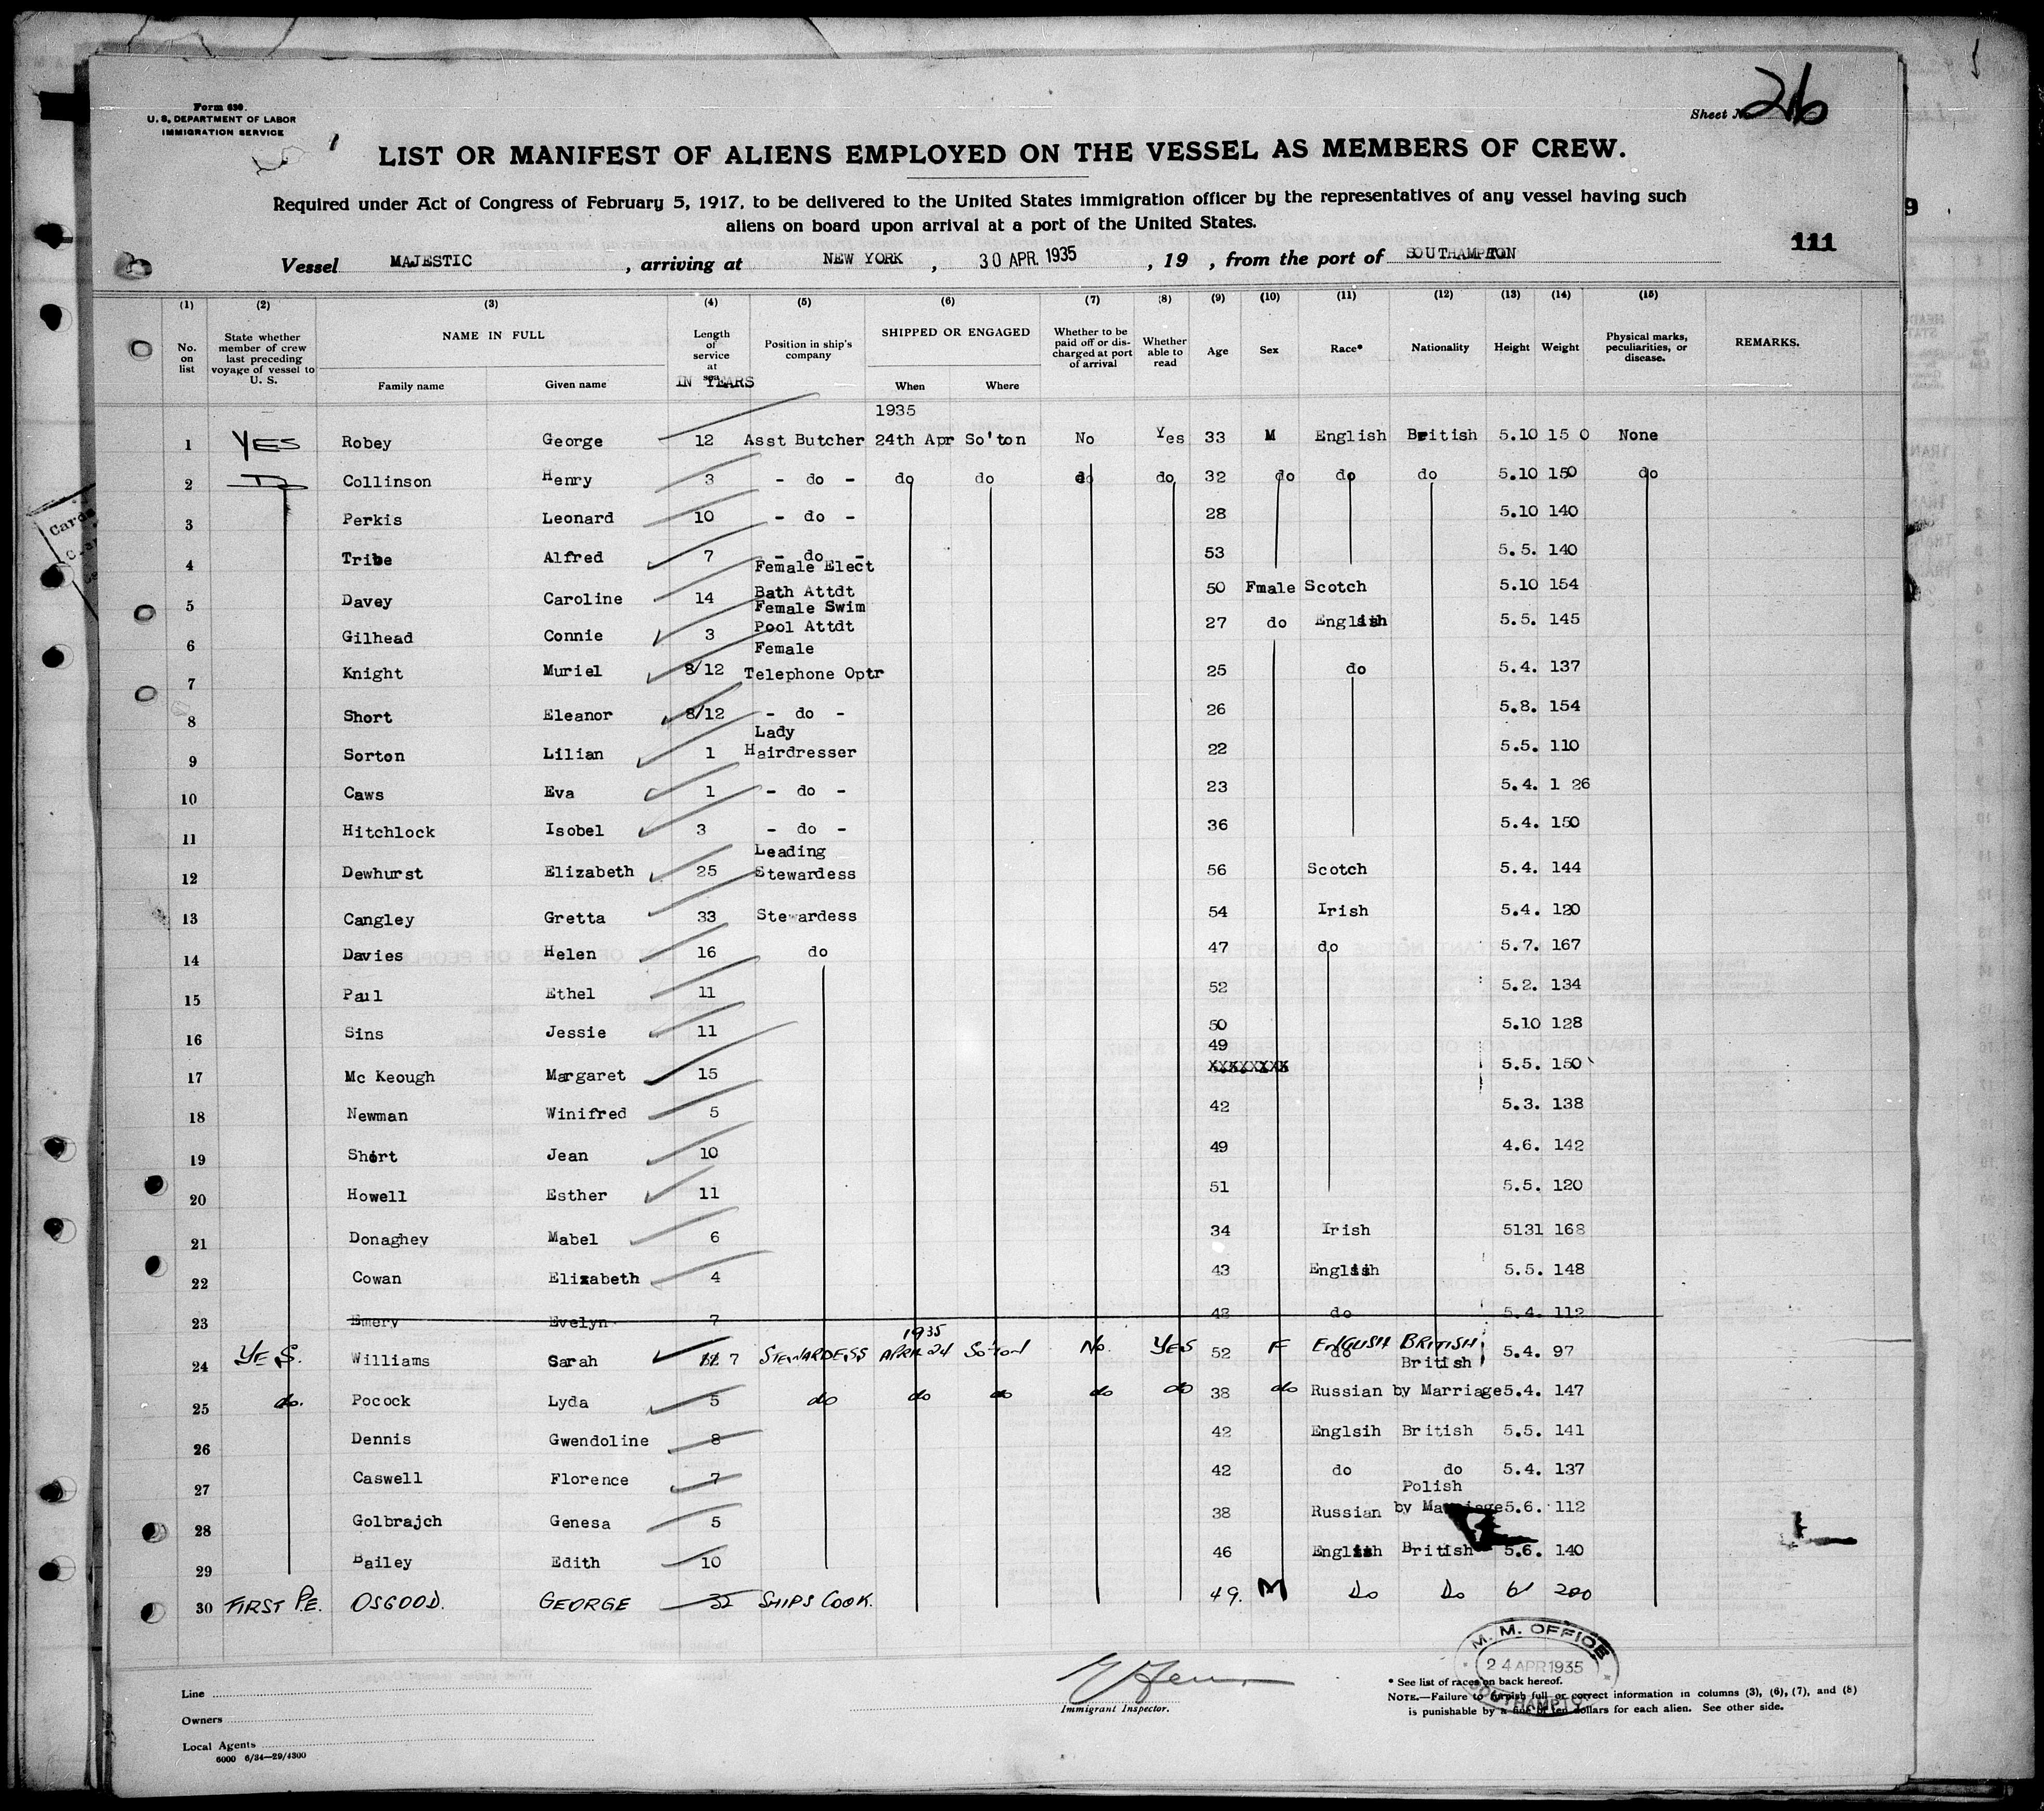 Form 630.
U. S. DEPARTMENT OF LABOR
IMMIGRATION SERVICE
Sheet No. 26
LIST OR MANIFEST OF ALIENS EMPLOYED ON THE VESSEL AS MEMBERS OF CREW.
Required under Act of Congress of February 5, 1917, to be delivered to the United States immigration officer by the representatives of any vessel having such
aliens on board upon arrival at a port of the United States.
111
Vessel MAJESTIC , arriving at NEW YORK , 30 APR. 1935 , 19 , from the port of SOUTHAMPTON
(1) (2) (3) (4) (5) (6) (7) (8) (9) (10) (11) (12) (13) (14) (15)
No. on list State whether member of crew last preceding voyage of vessel to U. S. NAME IN FULL Family name Given name Length of service at sea IN YEARS Position in ship's company SHIPPED OR ENGAGED When Where Whether to be paid off or discharged at port of arrival Whether able to read Age Sex Race* Nationality Height Weight Physical marks, peculiarities, or disease. REMARKS.
1935
1 YES Robey George 12 Asst Butcher 24th Apr So'ton No Yes 33 M English British 5.10 15 0 None
2 Do Collinson Henry 3 - do - do do do do 32 do do do 5.10 150 do
3 Perkis Leonard 10 - do - 28 5.10 140
4 Tribe Alfred 7 - do - 53 5.5. 140
Female Elect
5 Davey Caroline 14 Bath Attdt 50 Fmale Scotch 5.10 154
Female Swim
6 Gilhead Connie 3 Pool Attdt 27 do English 5.5. 145
Female
7 Knight Muriel 8/12 Telephone Optr 25 do 5.4. 137
8 Short Eleanor 8/12 - do - 26 5.8. 154
Lady
9 Sorton Lilian 1 Hairdresser 22 5.5. 110
10 Caws Eva 1 - do - 23 5.4. 1 26
11 Hitchlock Isobel 3 - do - 36 5.4. 150
Leading
12 Dewhurst Elizabeth 25 Stewardess 56 Scotch 5.4. 144
13 Cangley Gretta 33 Stewardess 54 Irish 5.4. 120
14 Davies Helen 16 do 47 do 5.7. 167
15 Paul Ethel 11 52 5.2. 134
16 Sins Jessie 11 50 5.10 128
49
17 Mc Keough Margaret 15 XXXXXXXX 5.5. 150
18 Newman Winifred 5 42 5.3. 138
19 Short Jean 10 49 4.6. 142
20 Howell Esther 11 51 5.5. 120
21 Donaghey Mabel 6 34 Irish 5131 168
22 Cowan Elizabeth 4 43 English 5.5. 148
23 Emery Evelyn 7 48 do 5.4. 112
1935
24 YES. Williams Sarah 7 STEWARDESS APRIL 24 So'ton No. YES 52 F ENGLISH BRITISH 5.4. 97
do British
25 do. Pocock Lyda 5 do do do do do 38 do Russian by Marriage 5.4. 147
26 Dennis Gwendoline 8 42 Englsih British 5.5. 141
27 Caswell Florence 7 42 do do 5.4. 137
Polish
28 Golbrajch Genesa 5 38 Russian by Marriage 5.6. 112
29 Bailey Edith 10 46 English British 5.6. 140
30 FIRST P.E. OSGOOD. GEORGE 32 SHIPS COOK. 49. M Do Do 6' 200
M. M. OFFICE
24 APR 1935
SOUTHAMPTON
Line
Owners
Local Agents
6000 6/34—29/4300
Immigrant Inspector.
* See list of races on back hereof.
NOTE.—Failure to furnish full or correct information in columns (3), (6), (7), and (8)
is punishable by a fine of ten dollars for each alien. See other side.